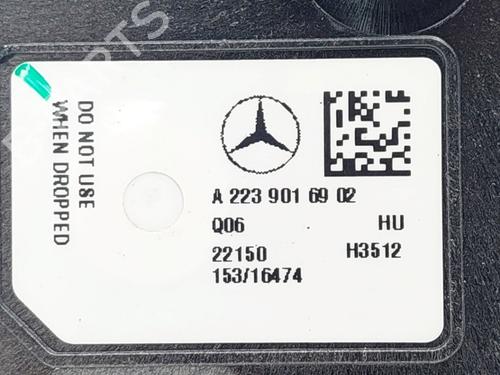 DO NOT USE
WHEN DROPPED
A 223 901 69 02
Q06 HU
22150 H3512
153/16474